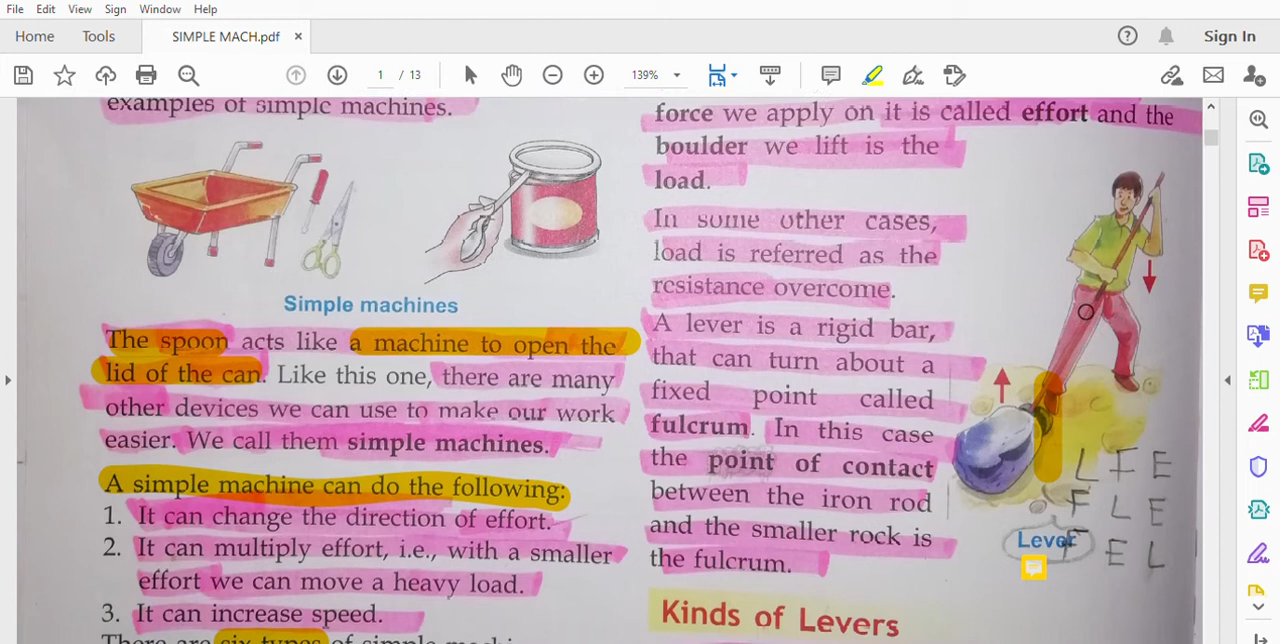 File Edit View Sign Window Help
Home Tools SIMPLE MACH.pdf × Sign In
1 / 13 139%
examples of simple machines.
Simple machines
The spoon acts like a machine to open the
lid of the can. Like this one, there are many
other devices we can use to make our work
easier. We call them simple machines.
A simple machine can do the following:
1. It can change the direction of effort.
2. It can multiply effort, i.e., with a smaller
effort we can move a heavy load.
3. It can increase speed.
There are six types of simple
force we apply on it is called effort and the
boulder we lift is the
load.
In some other cases,
load is referred as the
resistance overcome.
A lever is a rigid bar,
that can turn about a
fixed point called
fulcrum. In this case
the point of contact
between the iron rod
and the smaller rock is
the fulcrum.
L F E
F L E
F E L
Lever
Kinds of Levers